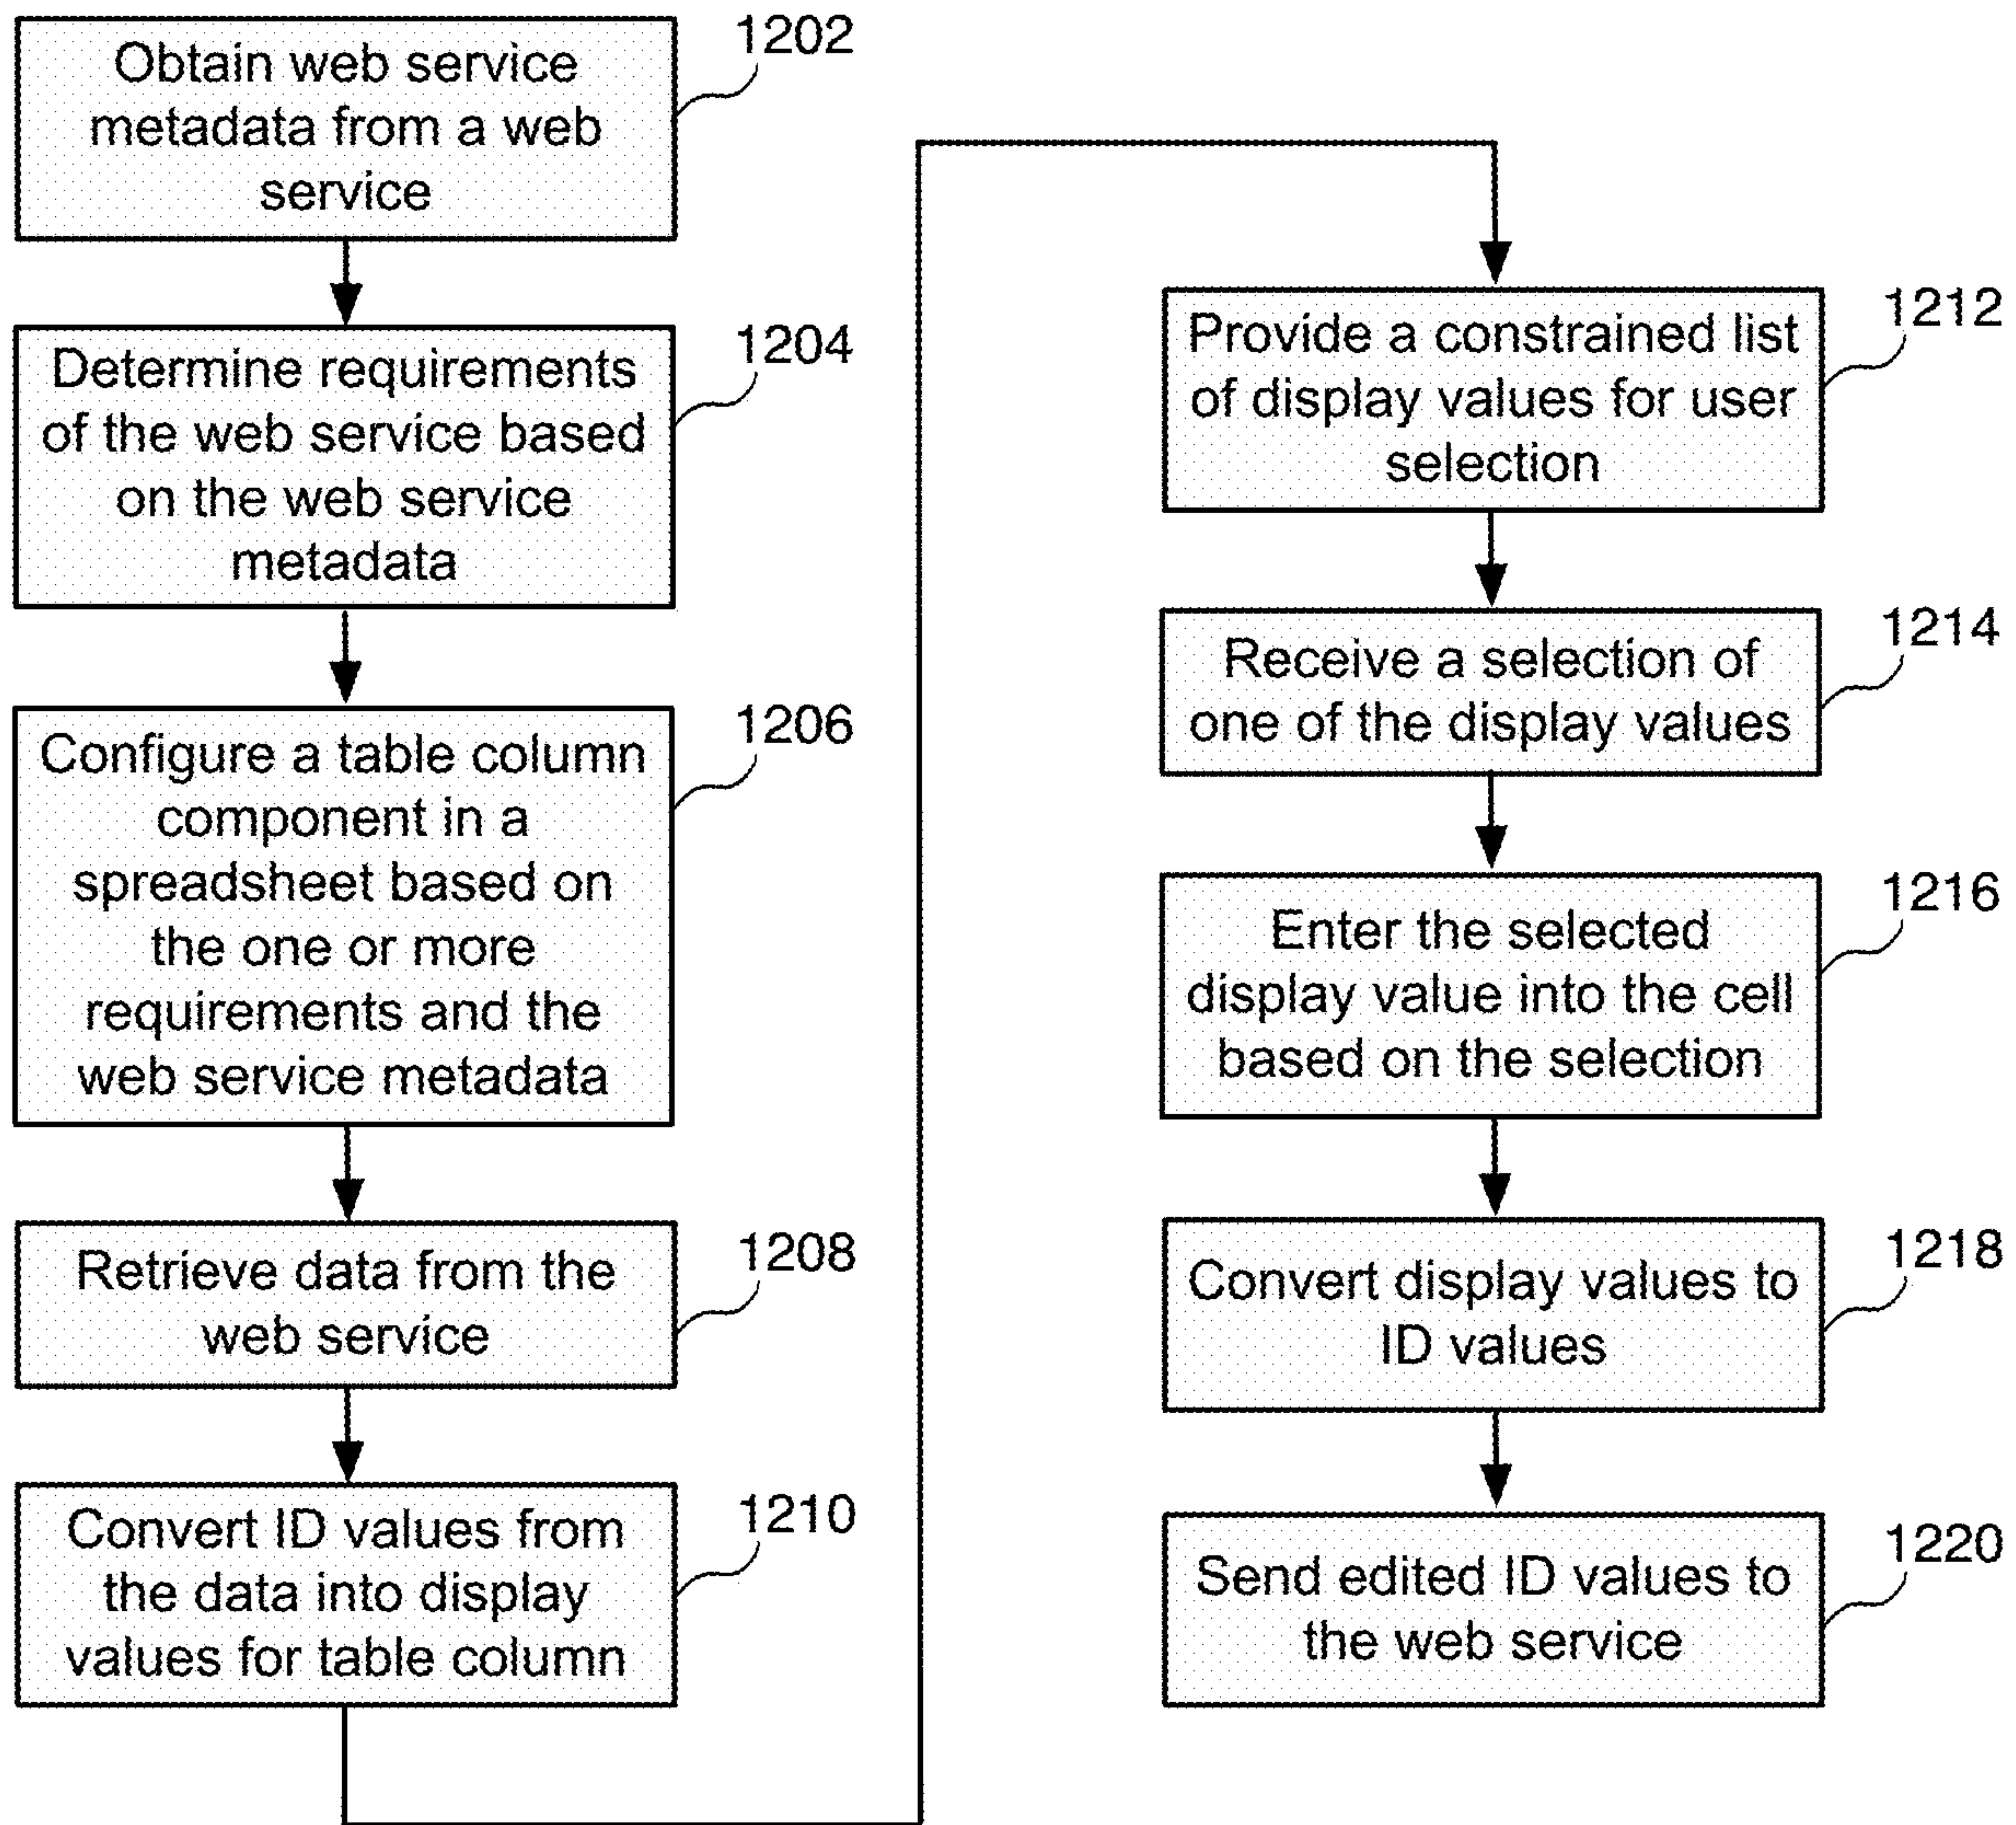 Obtain web service
metadata from a web
service
1202
Determine requirements
of the web service based
on the web service
metadata
1204
Configure a table column
component in a
spreadsheet based on
the one or more
requirements and the
web service metadata
1206
Retrieve data from the
web service
1208
Convert ID values from
the data into display
values for table column
1210
Provide a constrained list
of display values for user
selection
1212
Receive a selection of
one of the display values
1214
Enter the selected
display value into the cell
based on the selection
1216
Convert display values to
ID values
1218
Send edited ID values to
the web service
1220